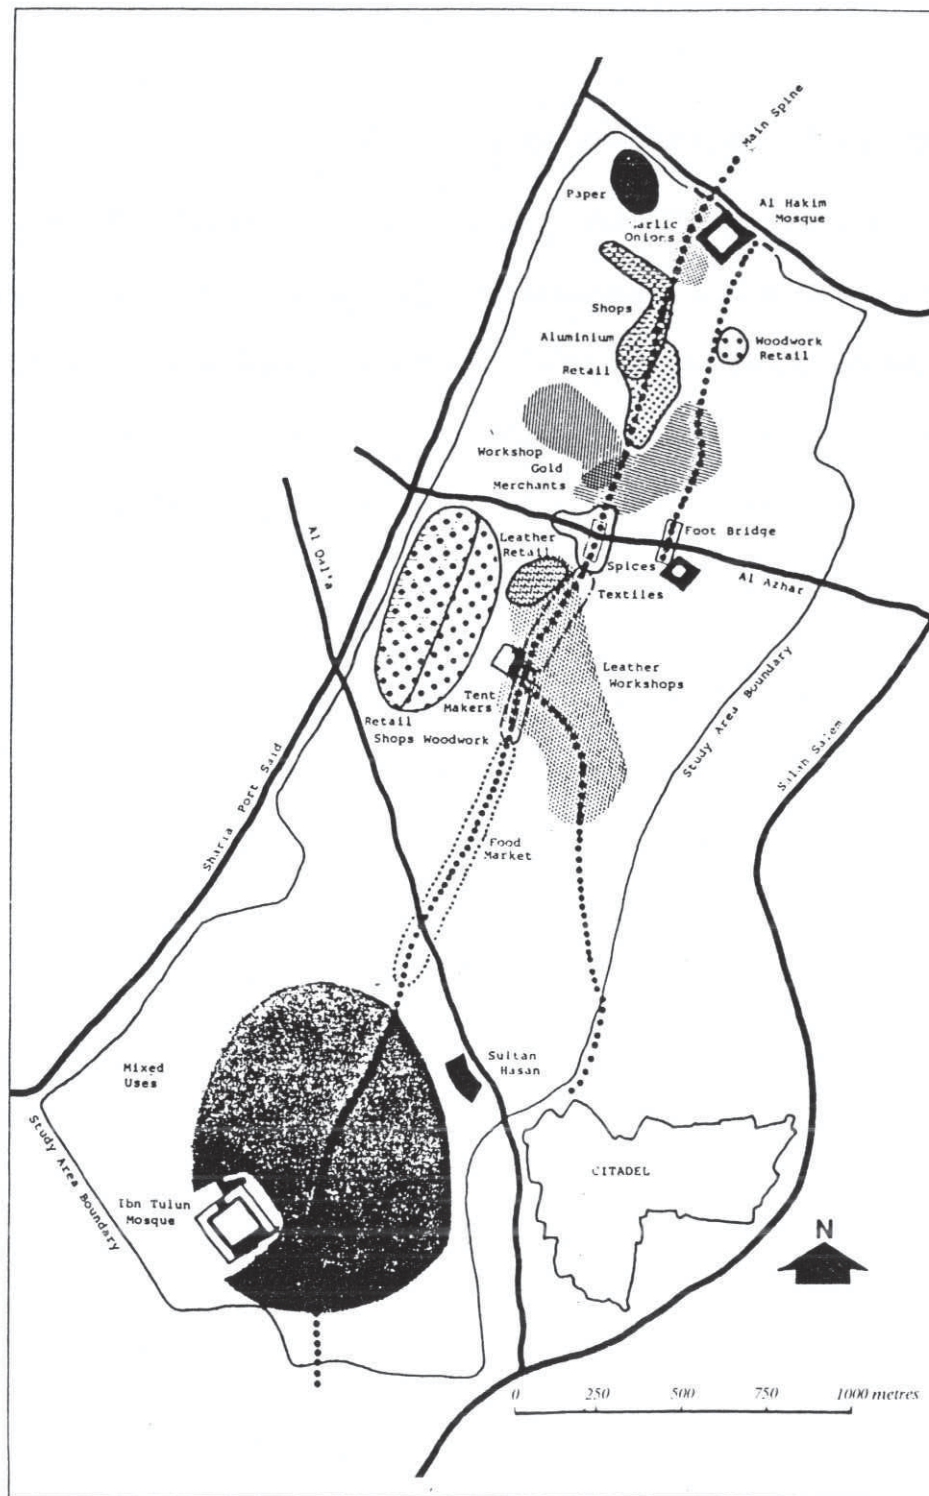 Main Spine
Al Hakim
Mosque
Paper
arlic
Onions
Shops
Aluminium
Retail
Woodwork
Retail
Workshop
Gold
Merchants
Foot Bridge
Leather
Retail
Spices
Al Azhar
Textiles
Al Qal'a
Leather
Workshops
Tent
Makers
Retail
Shops Woodwork
Study Area Boundary
Salah Salem
Sharia Port Said
Food
Market
Sultan
Hasan
Mixed
Uses
Study Area Boundary
CITADEL
Ibn Tulun
Mosque
N
0 250 500 750 1000 metres